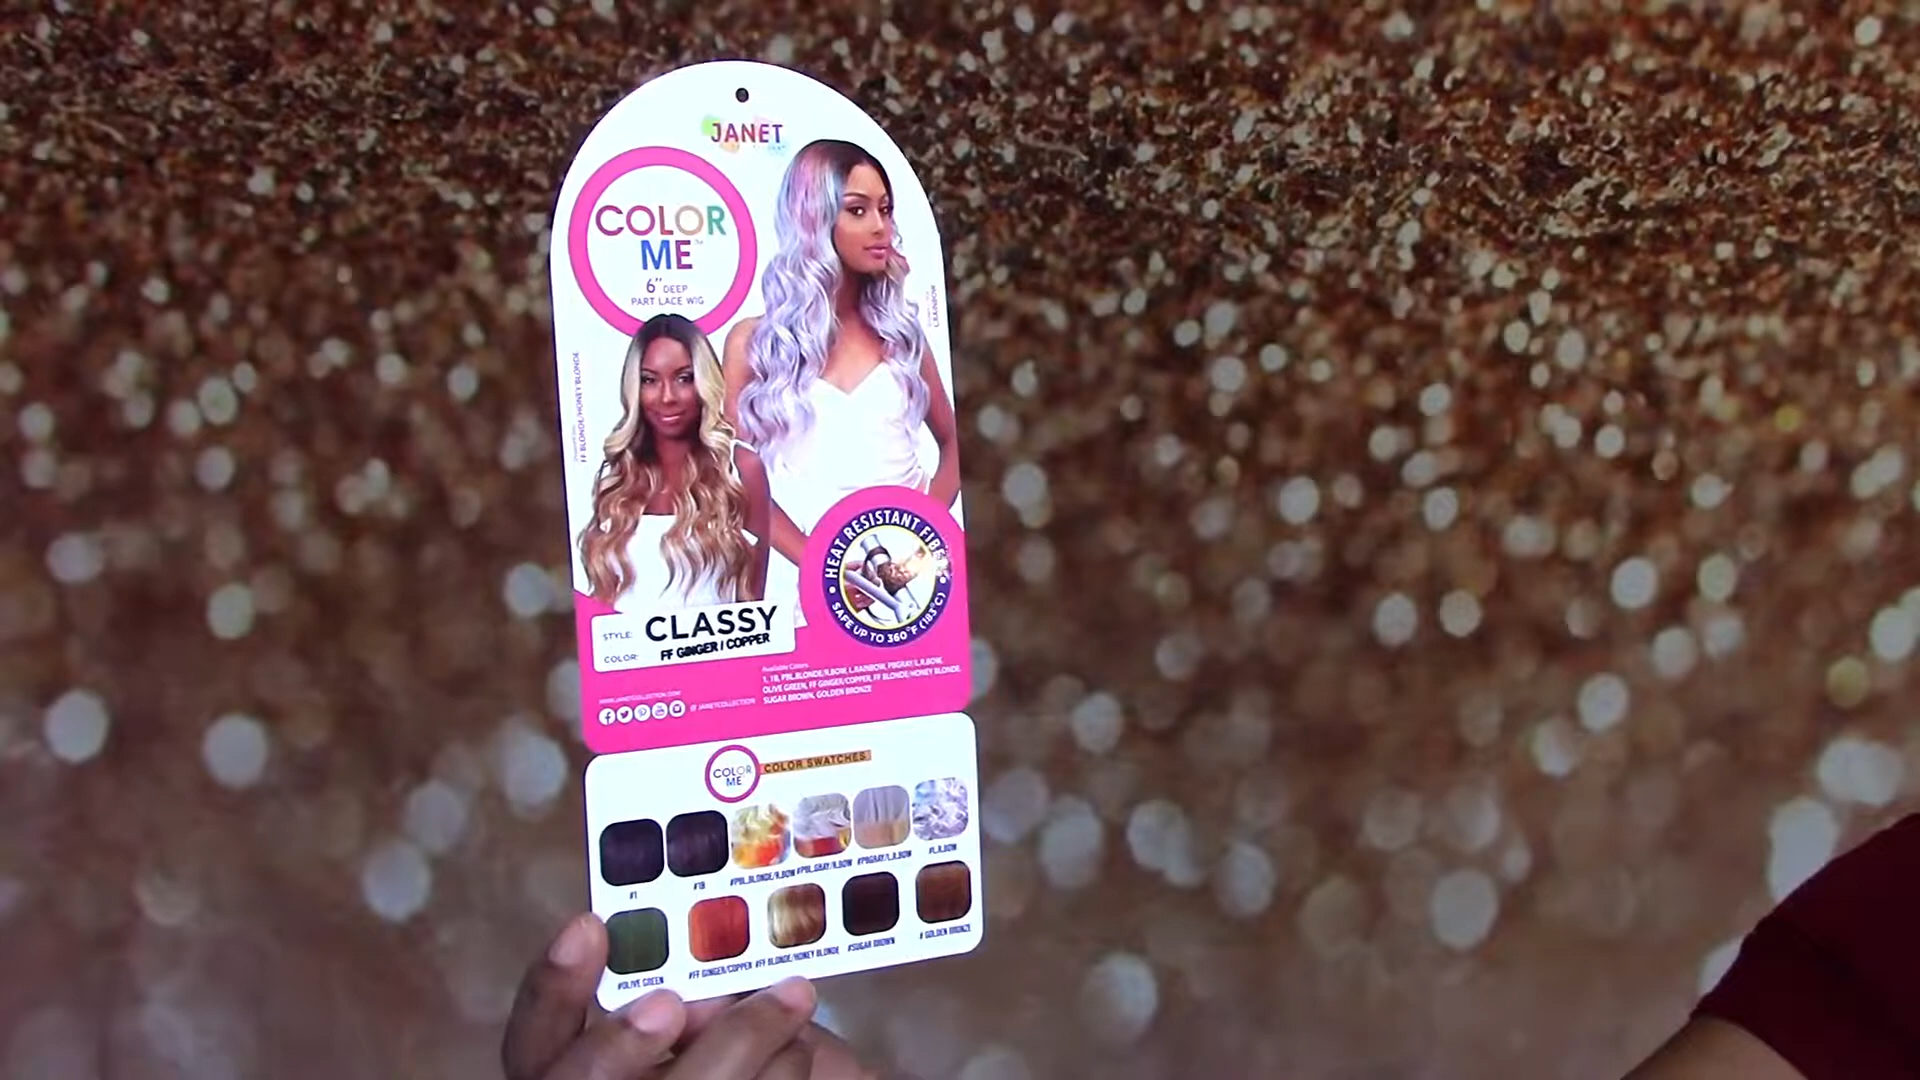 JANET
COLOR
ME™
6" DEEP
PART LACE WIG
L.RAINBOW
FF BLONDE/HONEY BLONDE
HEAT RESISTANT FIBER
SAFE UP TO 360°F (183°C)
STYLE: CLASSY
COLOR: FF GINGER / COPPER
WWW.JANETCOLLECTION.COM
@ JANETCOLLECTION
Available Colors
1, 1B, PBL.BLONDE/R.BOW, L.RAINBOW, PBGRAY/L.R.BOW,
OLIVE GREEN, FF GINGER/COPPER, FF BLONDE/HONEY BLONDE,
SUGAR BROWN, GOLDEN BRONZE
COLOR
ME
COLOR SWATCHES
#1 #1B #PBL.BLONDE/R.BOW #PBL.GRAY/R.BOW #PBGRAY/L.R.BOW #L.R.BOW
#OLIVE GREEN #FF GINGER/COPPER #FF BLONDE/HONEY BLONDE #SUGAR BROWN # GOLDEN BRONZE